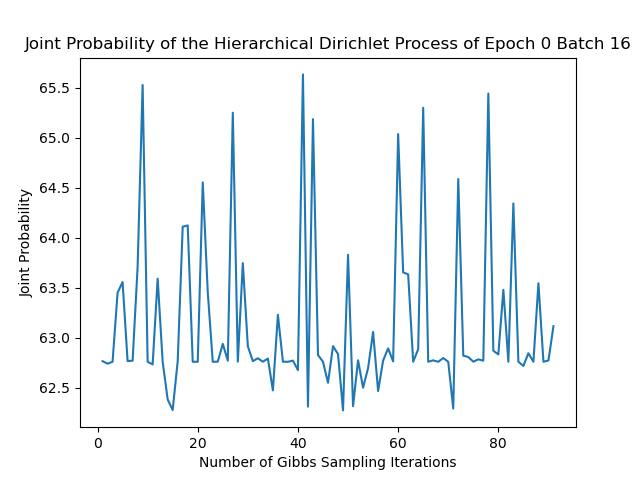 Joint Probability of the Hierarchical Dirichlet Process of Epoch 0 Batch 16
65.5
65.0
64.5
64.0
63.5
63.0
62.5
Joint Probability
0 20 40 60 80
Number of Gibbs Sampling Iterations